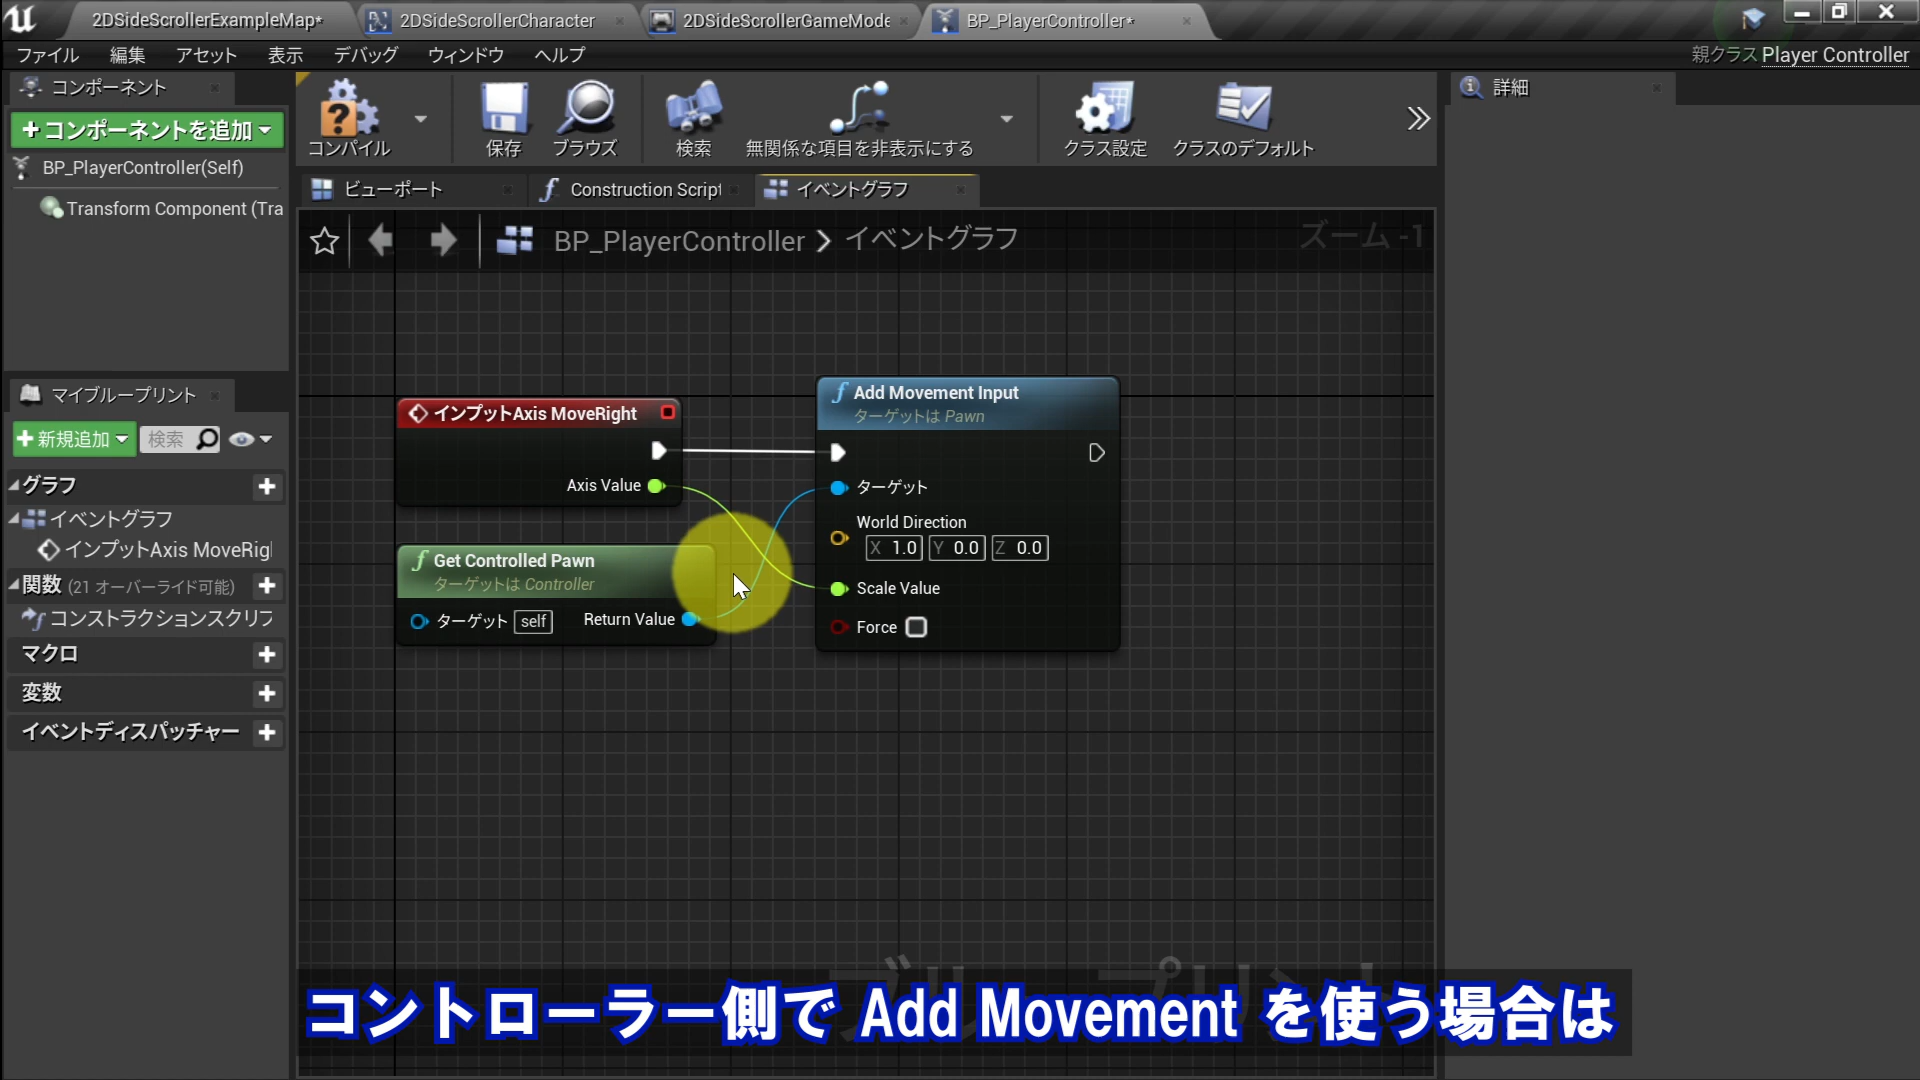 2DSideScrollerExampleMap*
2DSideScrollerCharacter
2DSideScrollerGameMode
BP_PlayerController*
ファイル
編集
アセット
表示
デバッグ
ウィンドウ
ヘルプ
親クラス Player Controller
コンポーネント
+コンポーネントを追加
BP_PlayerController(Self)
Transform Component (Tra
コンパイル
保存
ブラウズ
検索
無関係な項目を非表示にする
クラス設定
クラスのデフォルト
詳細
ビューポート
Construction Script
イベントグラフ
BP_PlayerController > イベントグラフ
ズーム -1
マイブループリント
+新規追加
検索
グラフ
イベントグラフ
インプットAxis MoveRig
関数 (21 オーバーライド可能)
コンストラクションスクリプ
マクロ
変数
イベントディスパッチャー
インプットAxis MoveRight
Axis Value
Get Controlled Pawn
ターゲットは Controller
ターゲット self
Return Value
Add Movement Input
ターゲットは Pawn
ターゲット
World Direction
X 1.0 Y 0.0 Z 0.0
Scale Value
Force
コントローラー側で Add Movement を使う場合は